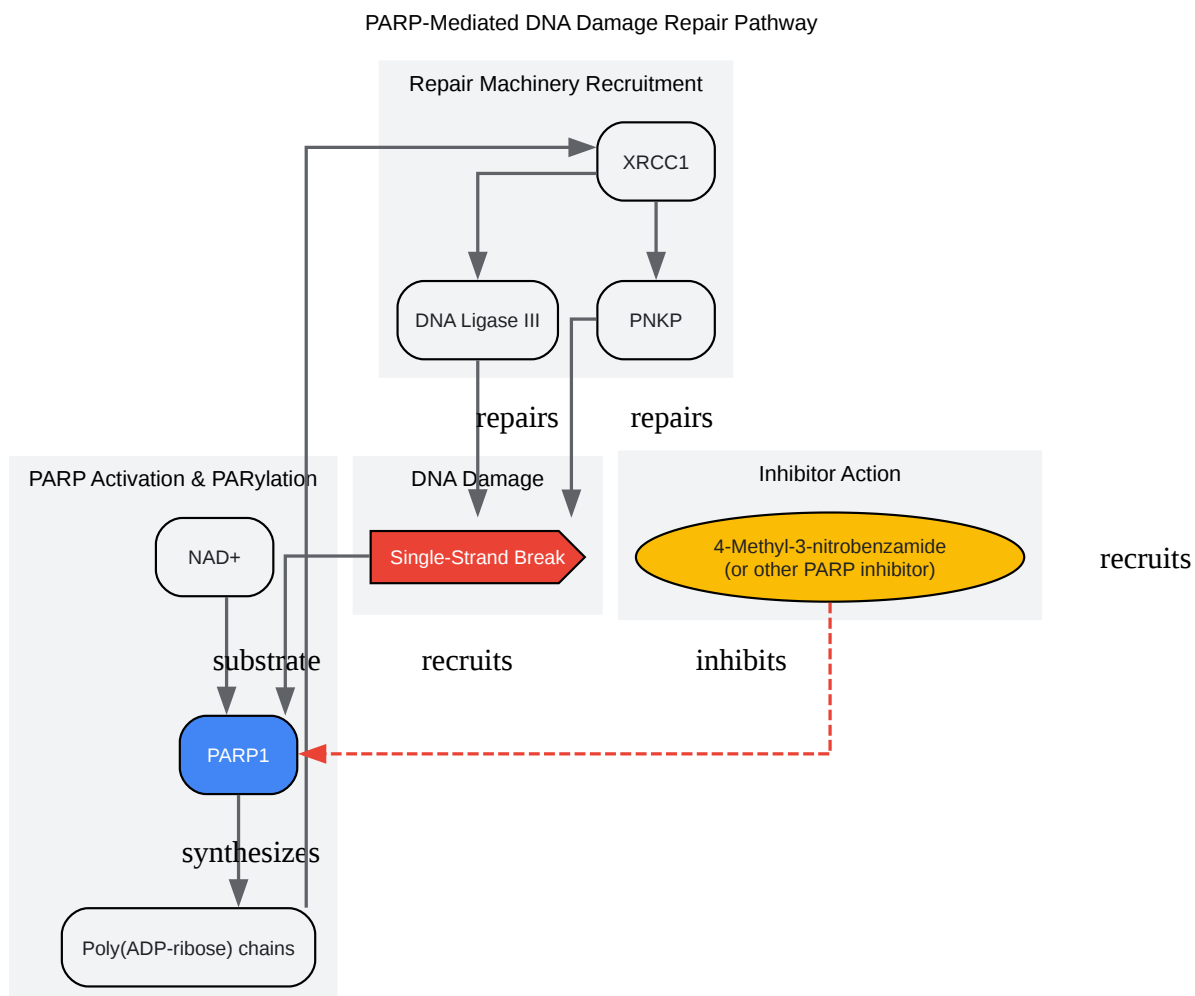 PARP-Mediated DNA Damage Repair Pathway
Repair Machinery Recruitment
XRCC1
DNA Ligase III
PNKP
repairs
repairs
PARP Activation & PARylation
DNA Damage
Inhibitor Action
NAD+
Single-Strand Break
4-Methyl-3-nitrobenzamide
(or other PARP inhibitor)
recruits
substrate
recruits
inhibits
PARP1
synthesizes
Poly(ADP-ribose) chains